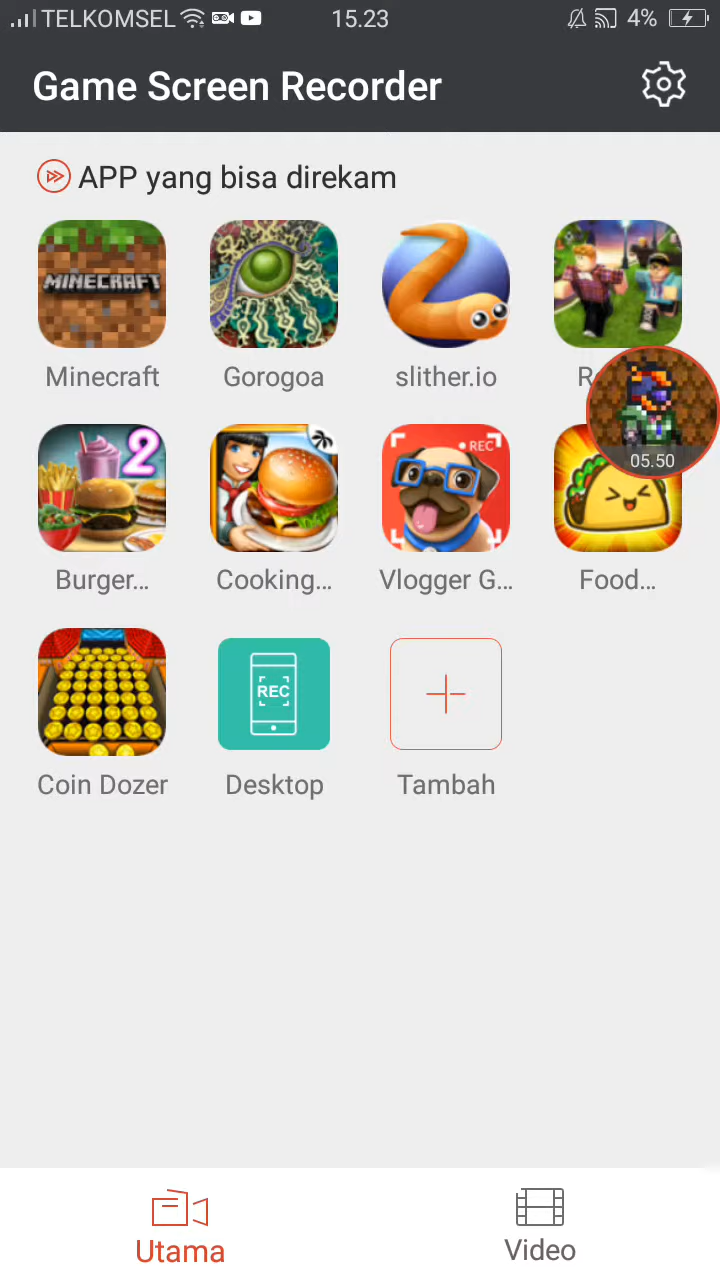 TELKOMSEL 15.23 4%
Game Screen Recorder
APP yang bisa direkam
MINECRAFT
Minecraft Gorogoa slither.io
05.50
2
REC
Burger... Cooking... Vlogger G... Food...
REC
Coin Dozer Desktop Tambah
Utama Video